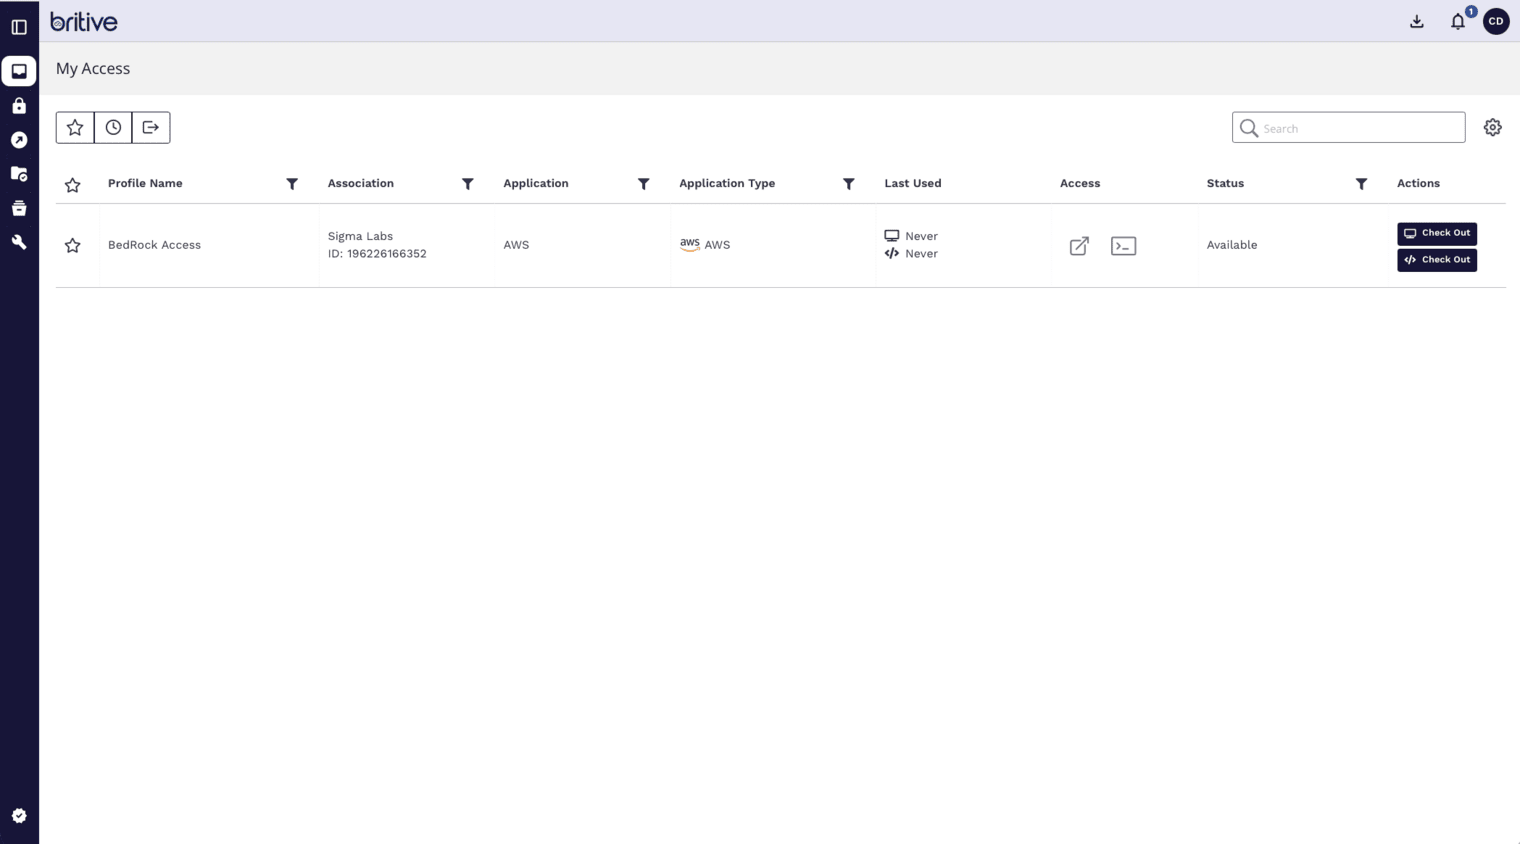 britive
1
CD
My Access
Search
Profile Name
Association
Application
Application Type
Last Used
Access
Status
Actions
BedRock Access
Sigma Labs
ID: 196226166352
AWS
aws AWS
Never
Never
Available
Check Out
Check Out